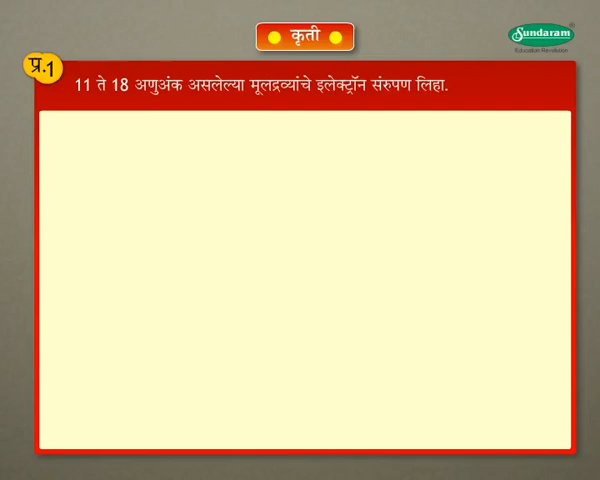 कृती
Sundaram
Education Revolution
प्र.1
11 ते 18 अणुअंक असलेल्या मूलद्रव्यांचे इलेक्ट्रॉन संरुपण लिहा.